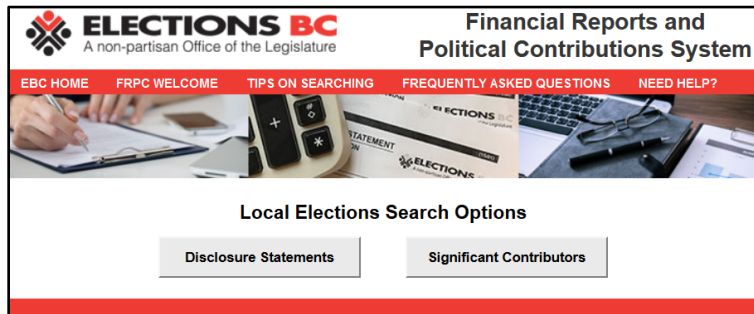 ELECTIONS BC
A non-partisan Office of the Legislature
Financial Reports and
Political Contributions System
EBC HOME FRPC WELCOME TIPS ON SEARCHING FREQUENTLY ASKED QUESTIONS NEED HELP?
ELECTIONS BC
STATEMENT
ELECTIONS
Local Elections Search Options
Disclosure Statements Significant Contributors